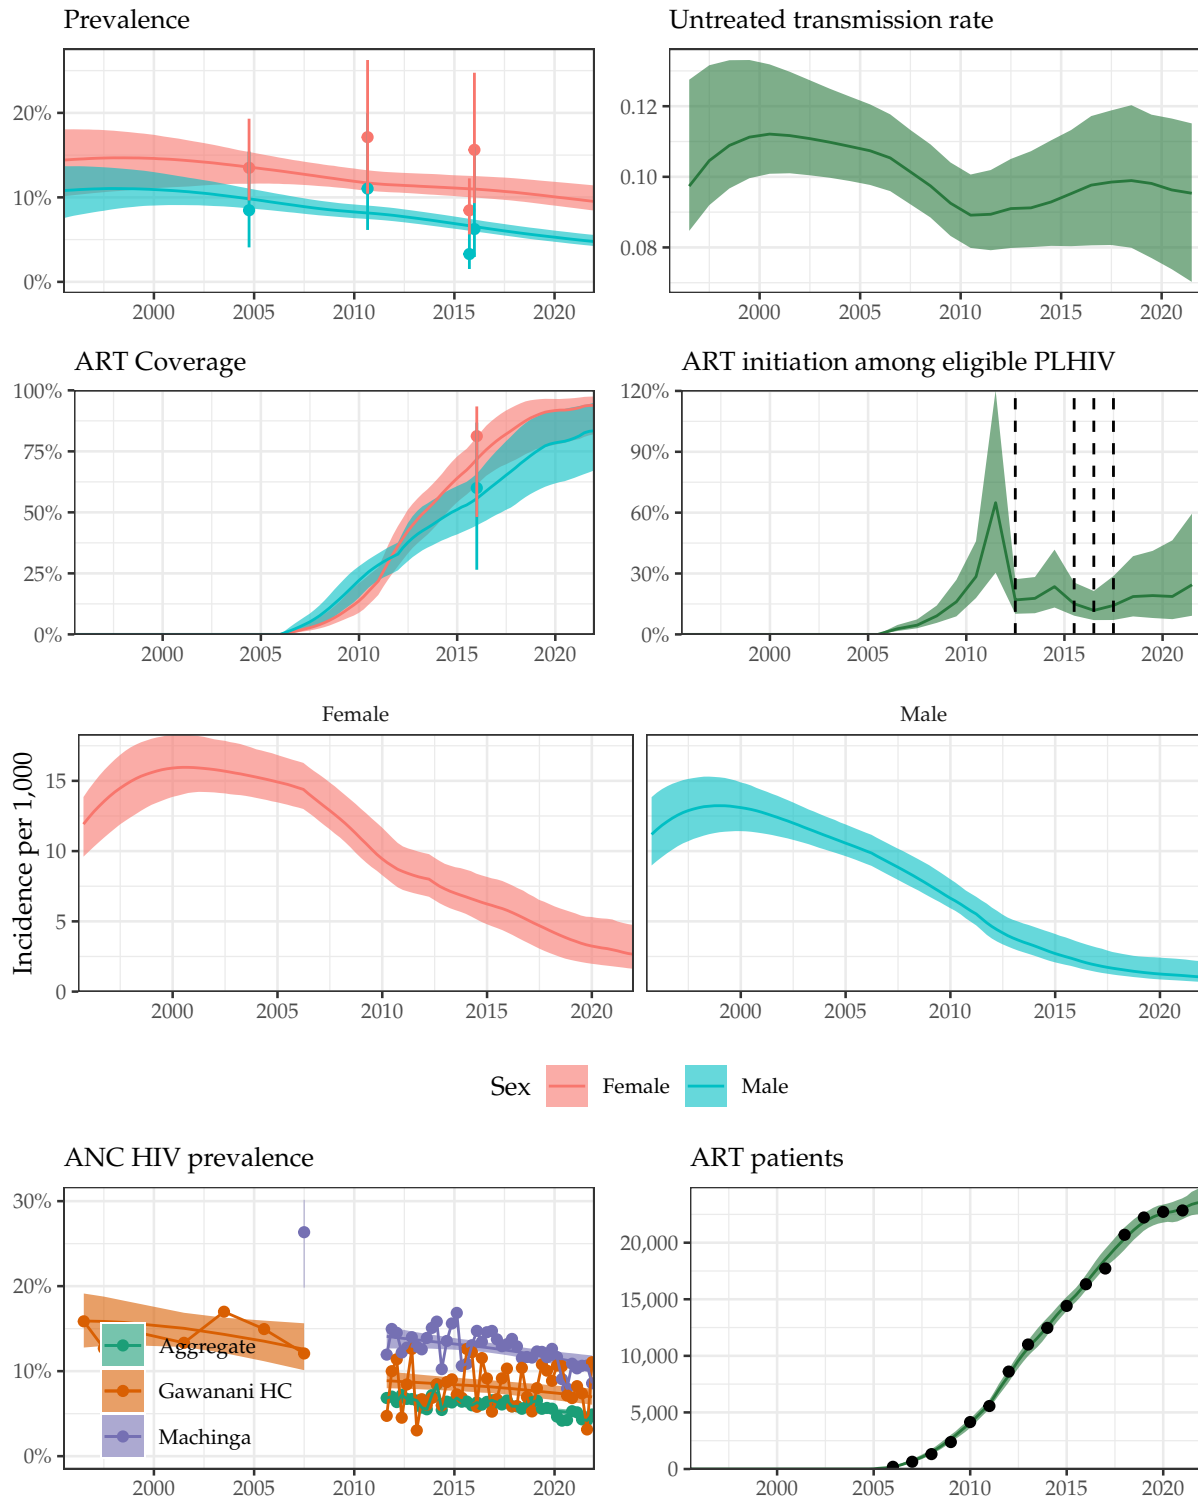 Prevalence
Untreated transmission rate
20%
10%
0%
2000 2005 2010 2015 2020
0.12
0.10
0.08
2000 2005 2010 2015 2020
ART Coverage
ART initiation among eligible PLHIV
100%
75%
50%
25%
0%
2000 2005 2010 2015 2020
120%
90%
60%
30%
0%
2000 2005 2010 2015 2020
Female
Male
Incidence per 1,000
15
10
5
0
2000 2005 2010 2015 2020
2000 2005 2010 2015 2020
Sex Female Male
ANC HIV prevalence
ART patients
30%
20%
10%
0%
Aggregate
Gawanani HC
Machinga
2000 2005 2010 2015 2020
20,000
15,000
10,000
5,000
0
2000 2005 2010 2015 2020